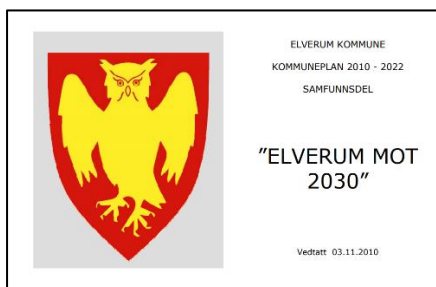 ELVERUM KOMMUNE
KOMMUNEPLAN 2010 - 2022
SAMFUNNSDEL
”ELVERUM MOT
2030”
Vedtatt 03.11.2010